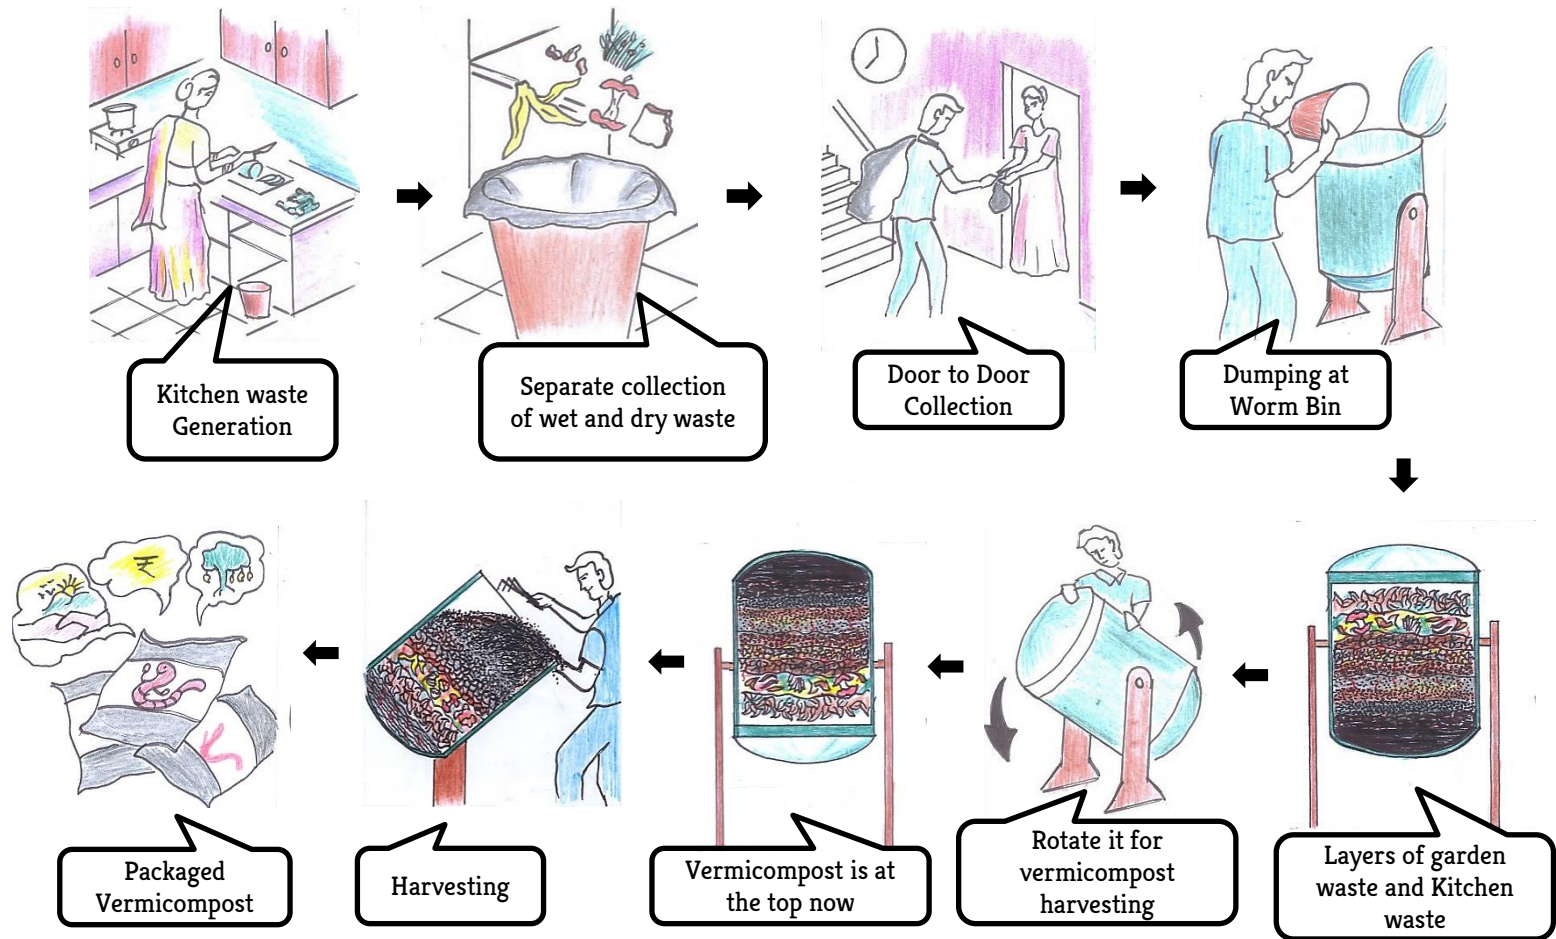 Kitchen waste
Generation
Separate collection
of wet and dry waste
Door to Door
Collection
Dumping at
Worm Bin
Layers of garden
waste and Kitchen
waste
Rotate it for
vermicompost
harvesting
Vermicompost is at
the top now
Harvesting
₹
Packaged
Vermicompost